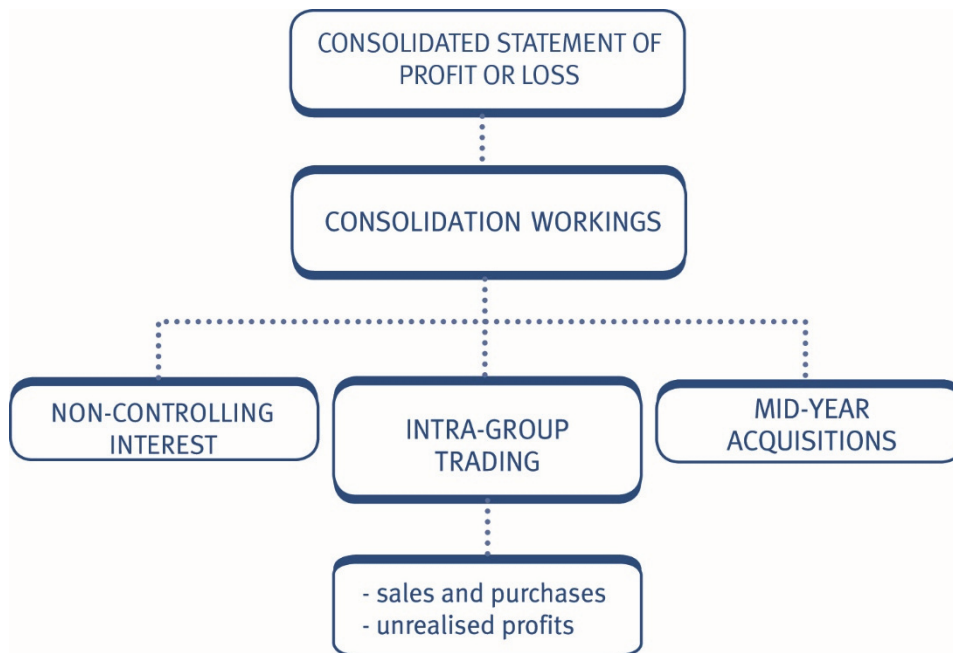 CONSOLIDATED STATEMENT OF
PROFIT OR LOSS
CONSOLIDATION WORKINGS
NON-CONTROLLING
INTEREST
INTRA-GROUP
TRADING
MID-YEAR
ACQUISITIONS
- sales and purchases
- unrealised profits